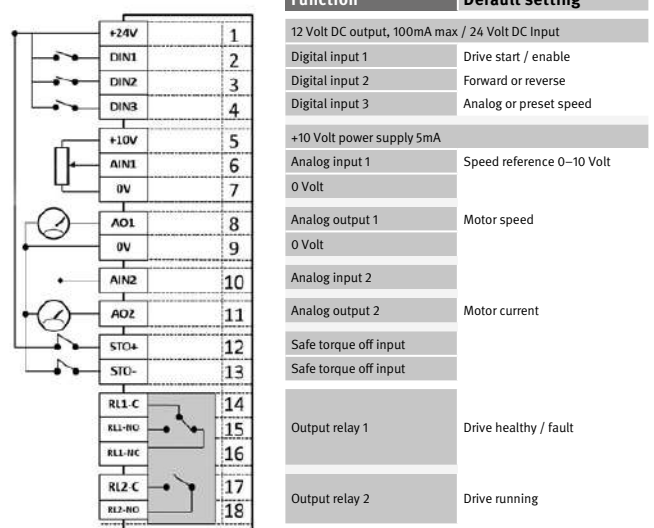 Function Default setting
+24V 1 12 Volt DC output, 100mA max / 24 Volt DC Input
DIN1 2 Digital input 1 Drive start / enable
DIN2 3 Digital input 2 Forward or reverse
DIN3 4 Digital input 3 Analog or preset speed
+10V 5 +10 Volt power supply 5mA
AIN1 6 Analog input 1 Speed reference 0–10 Volt
0V 7 0 Volt
AO1 8 Analog output 1 Motor speed
0V 9 0 Volt
AIN2 10 Analog input 2
AO2 11 Analog output 2 Motor current
STO+ 12 Safe torque off input
STO- 13 Safe torque off input
RL1-C 14
RL1-NO 15 Output relay 1 Drive healthy / fault
RL1-NC 16
RL2-C 17
RL2-NO 18
Output relay 2 Drive running